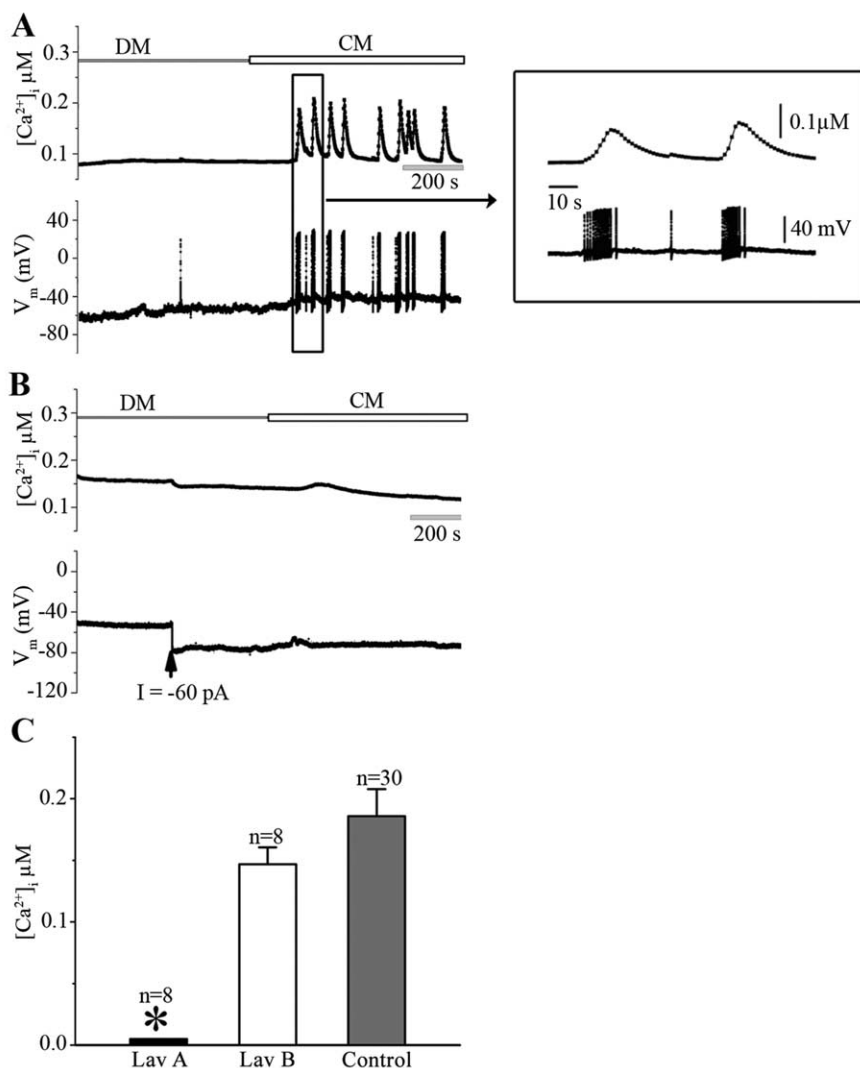 A
DM CM
[Ca²⁺]ᵢ µM
0.3
0.2
0.1
200 s
Vₘ (mV)
40
0
-40
-80
0.1µM
10 s
40 mV
B
DM CM
[Ca²⁺]ᵢ µM
0.3
0.2
0.1
200 s
Vₘ (mV)
0
-40
-80
-120
I = -60 pA
C
[Ca²⁺]ᵢ µM
0.2
0.1
0.0
n=8
*
n=8
n=30
Lav A Lav B Control